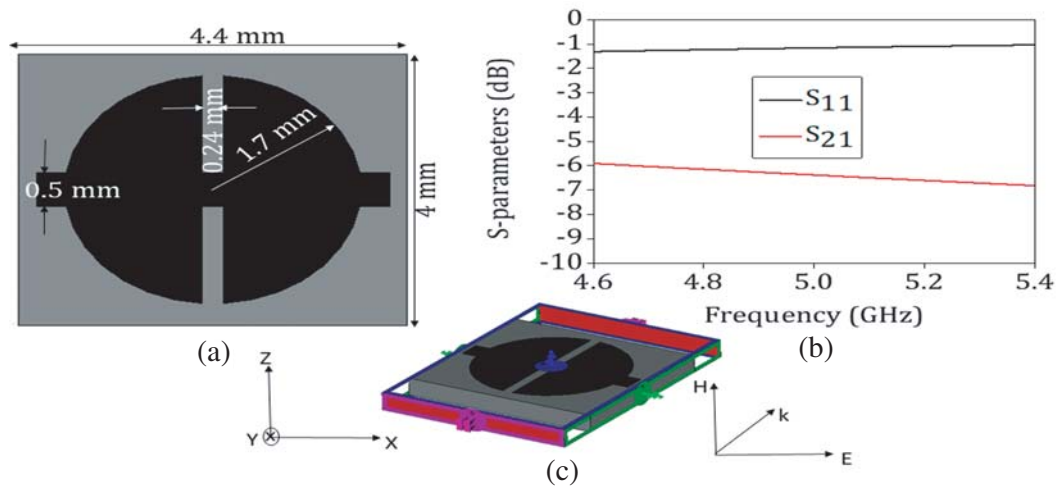 4.4 mm
0.24 mm
1.7 mm
0.5 mm
4 mm
(a)
S-parameters (dB)
0
-1
-2
-3
-4
-5
-6
-7
-8
-9
-10
S11
S21
4.6
4.8
5.0
5.2
5.4
Frequency (GHz)
(b)
Z
Y
X
H
k
E
(c)